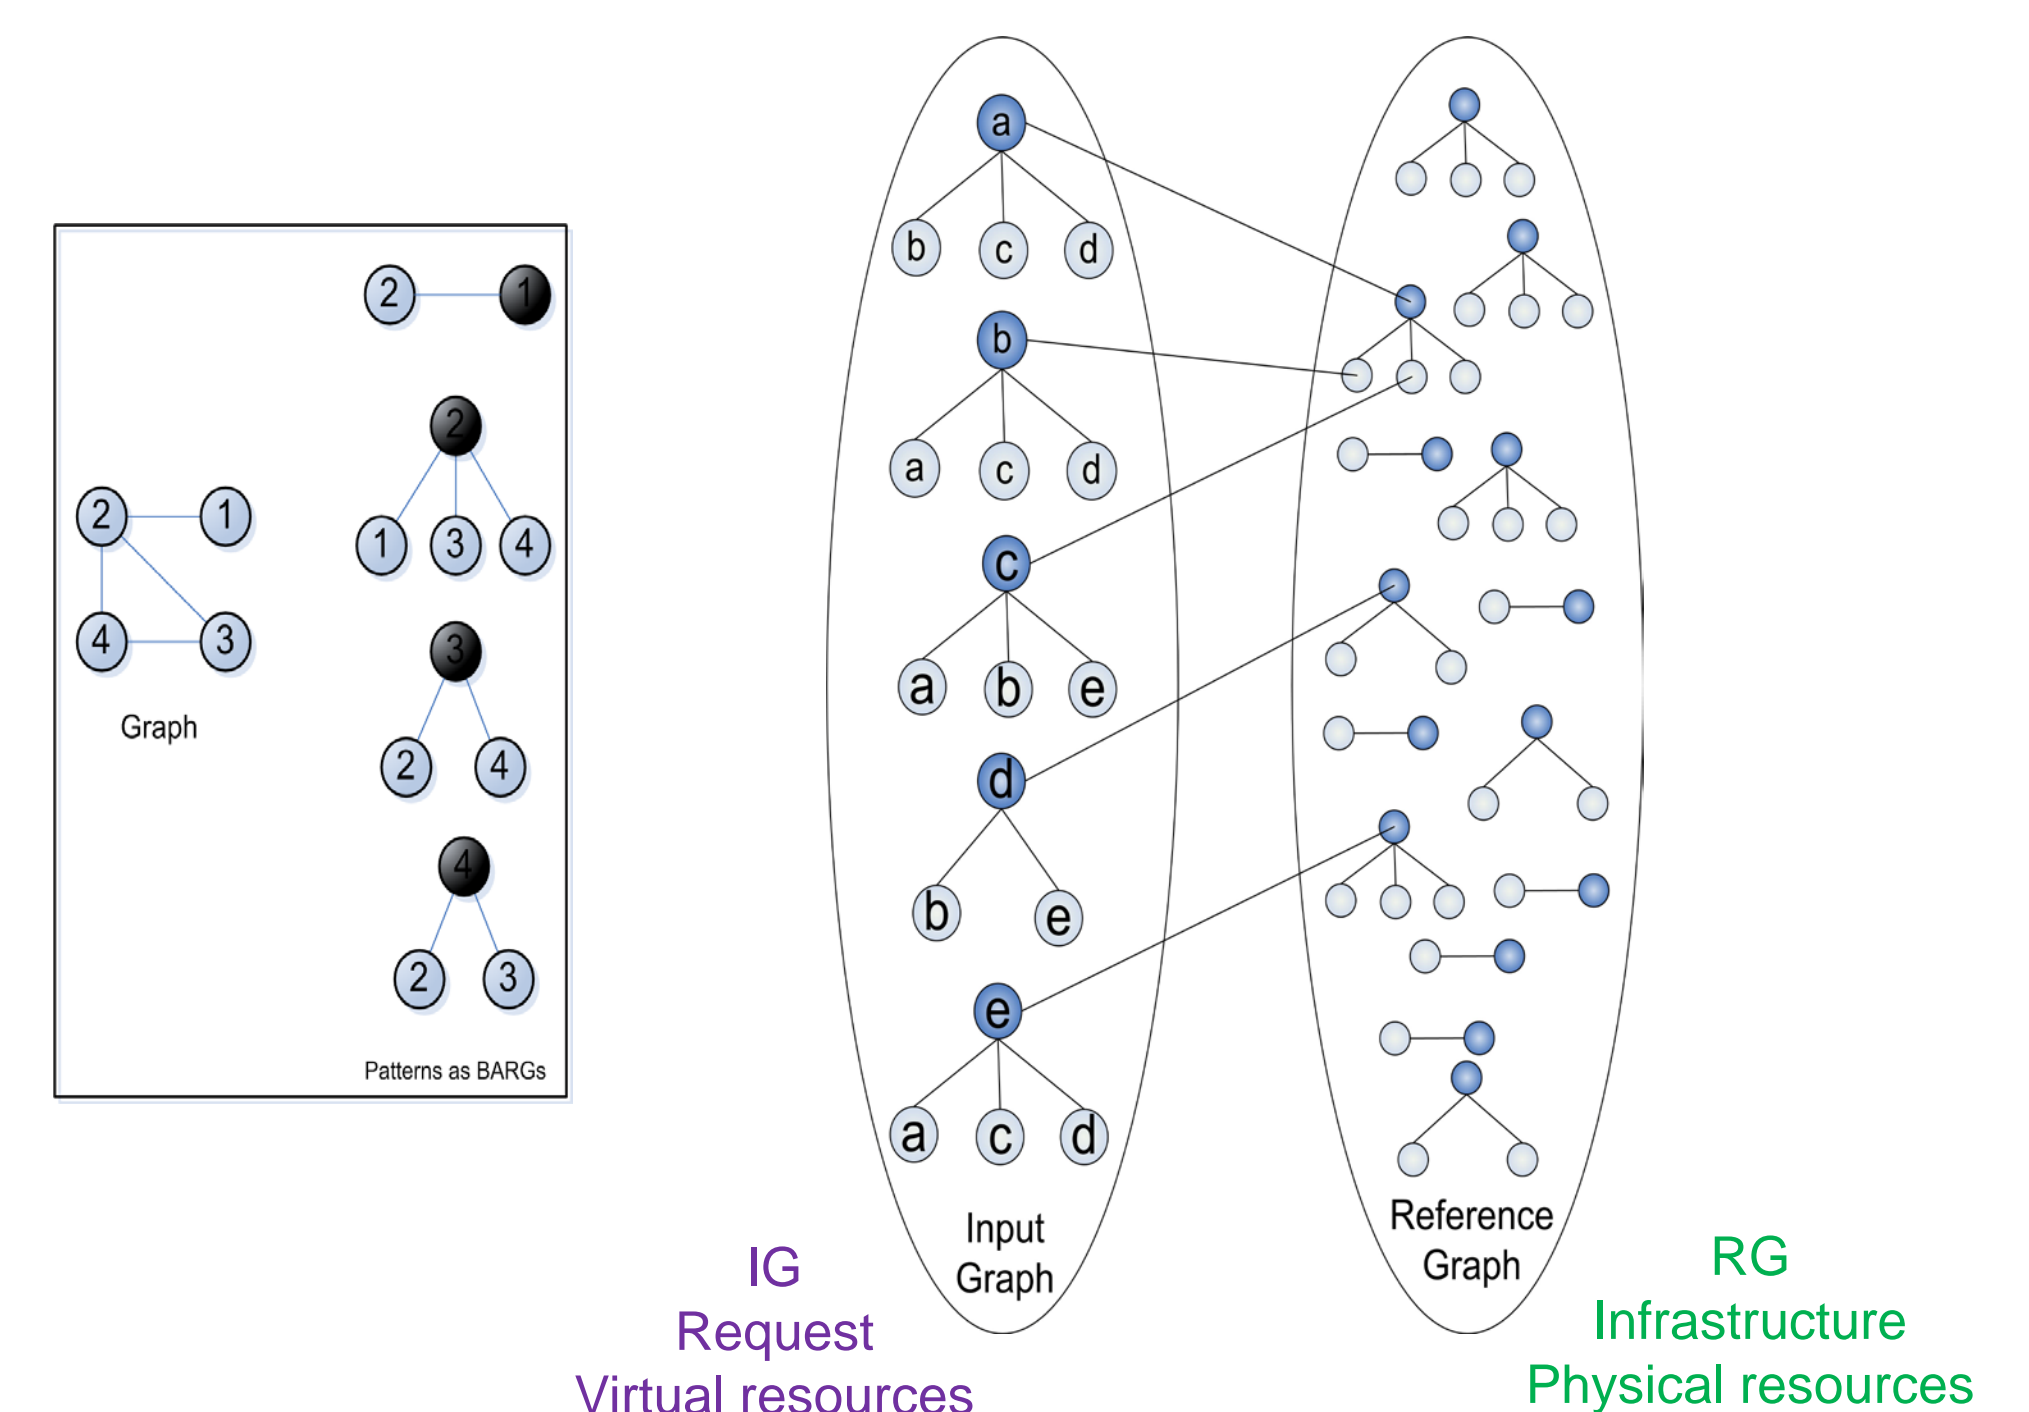 2 1
2
1 3 4
2 1
4 3
Graph
3
2 4
4
2 3
Patterns as BARGs
a
b c d
b
a c d
c
a b e
d
b e
e
a c d
Input
Graph
Reference
Graph
IG
Request
Virtual resources
RG
Infrastructure
Physical resources